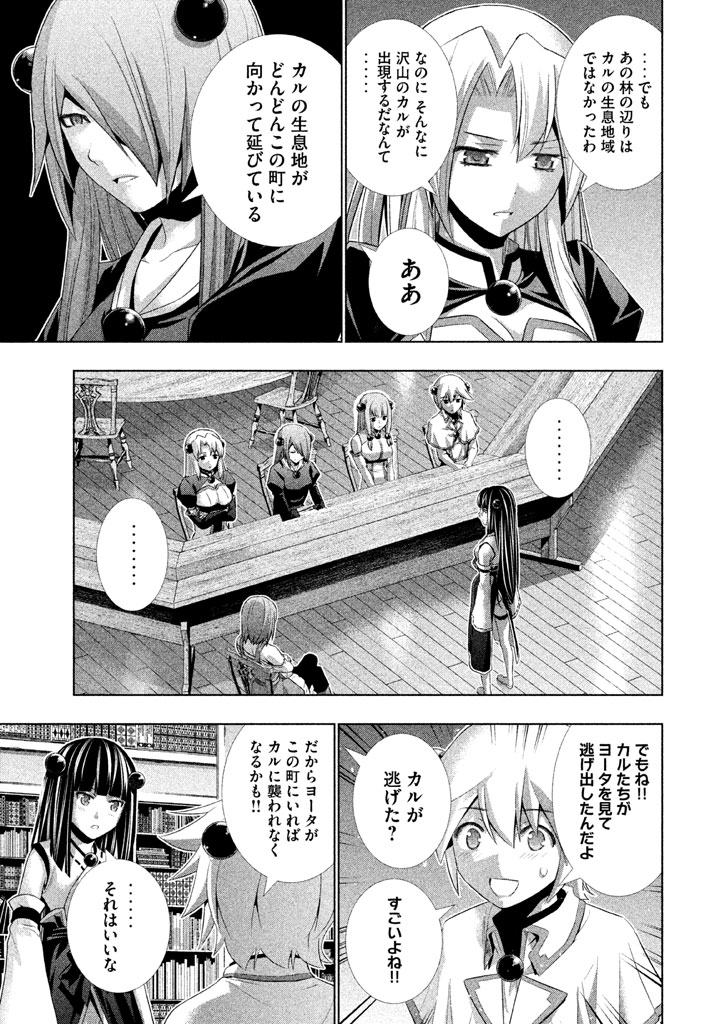 ・・・・でも
あの林の辺りは
カルの生息地域
ではなかったわ
なのに そんなに
沢山のカルが
出現するだなんて
・・・・
ああ
カルの生息地が
どんどんこの町に
向かって延びている
・・・・・・・
・・・・・・・
でもね!!
カルたちが
ヨータを見て
逃げ出したんだよ
カルが
逃げた?
すごいよね!!
だからヨータが
この町にいれば
カルに襲われなく
なるかも!!
・・・・・
それはいいな